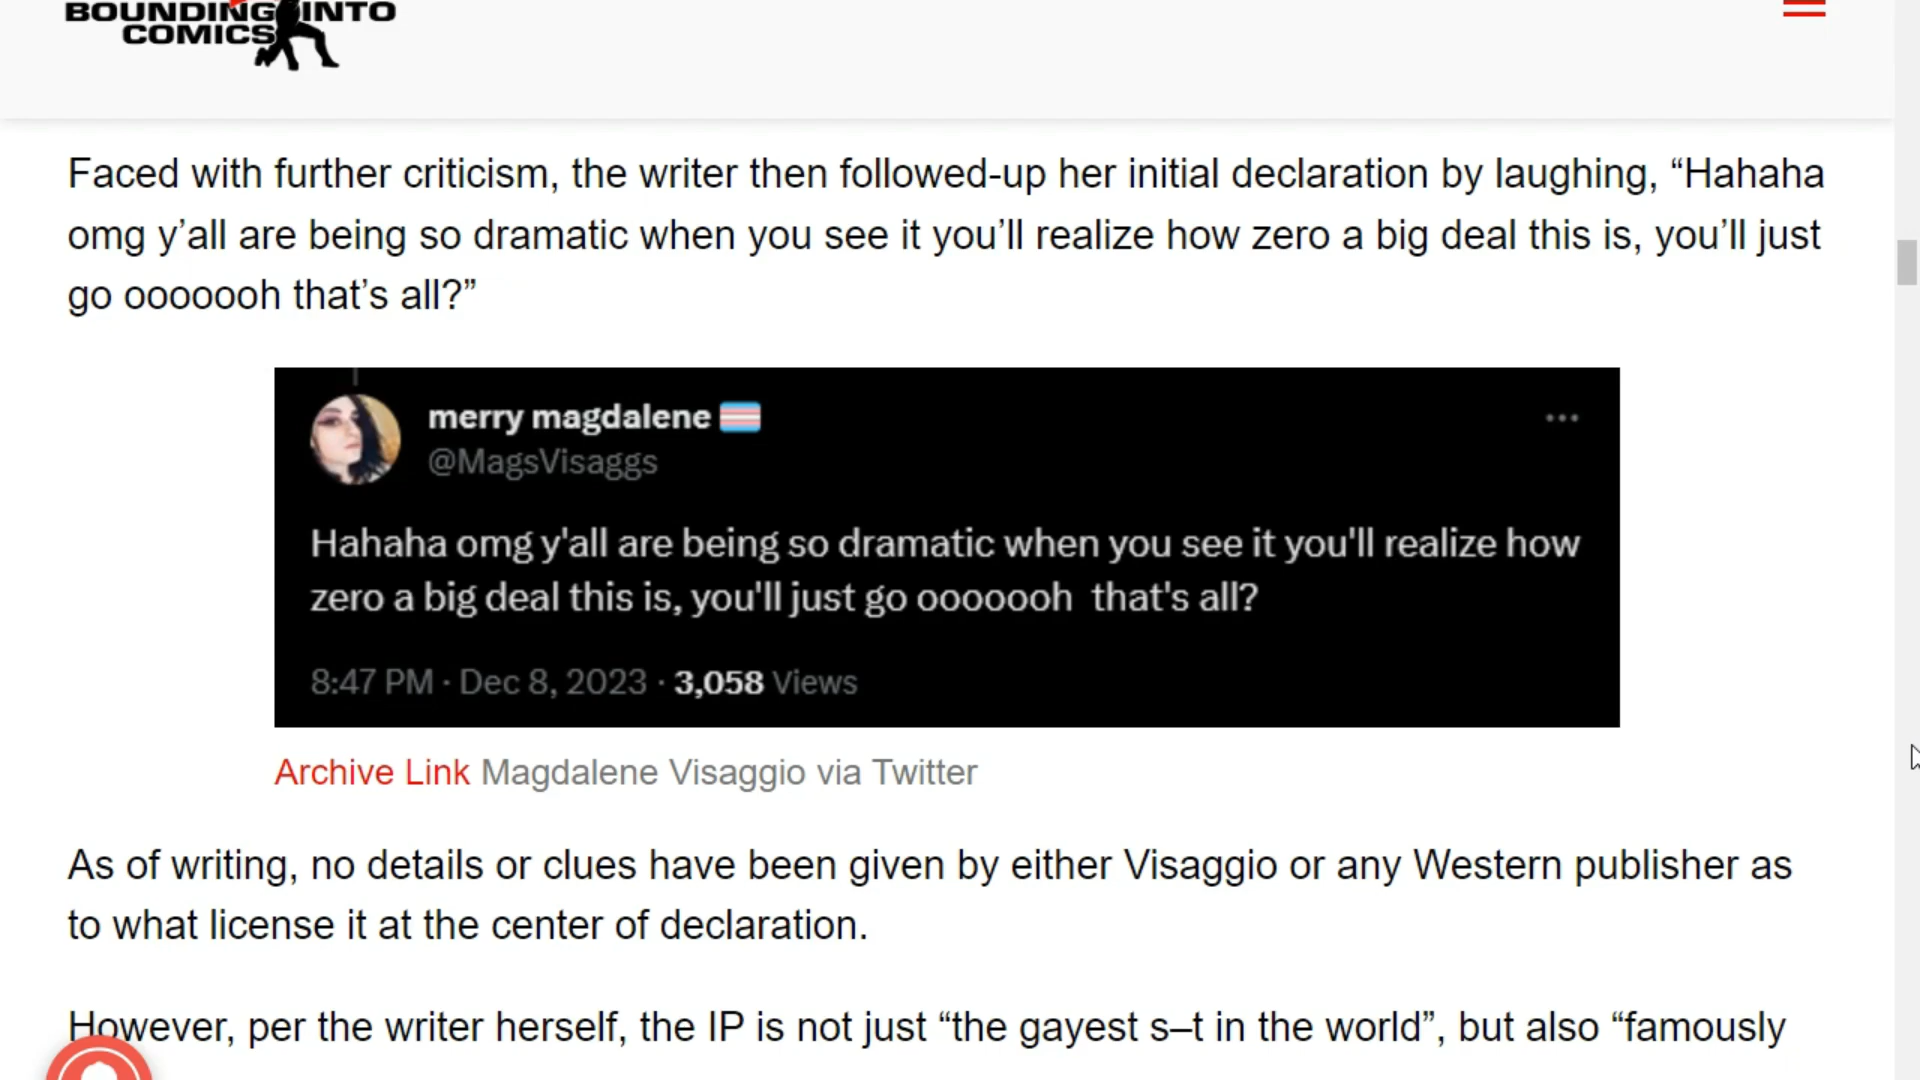 BOUNDING INTO
COMICS
Faced with further criticism, the writer then followed-up her initial declaration by laughing, “Hahaha
omg y’all are being so dramatic when you see it you’ll realize how zero a big deal this is, you’ll just
go ooooooh that’s all?”
merry magdalene
@MagsVisaggs
Hahaha omg y'all are being so dramatic when you see it you'll realize how
zero a big deal this is, you'll just go ooooooh that's all?
8:47 PM · Dec 8, 2023 · 3,058 Views
Archive Link Magdalene Visaggio via Twitter
As of writing, no details or clues have been given by either Visaggio or any Western publisher as
to what license it at the center of declaration.
However, per the writer herself, the IP is not just “the gayest s–t in the world”, but also “famously